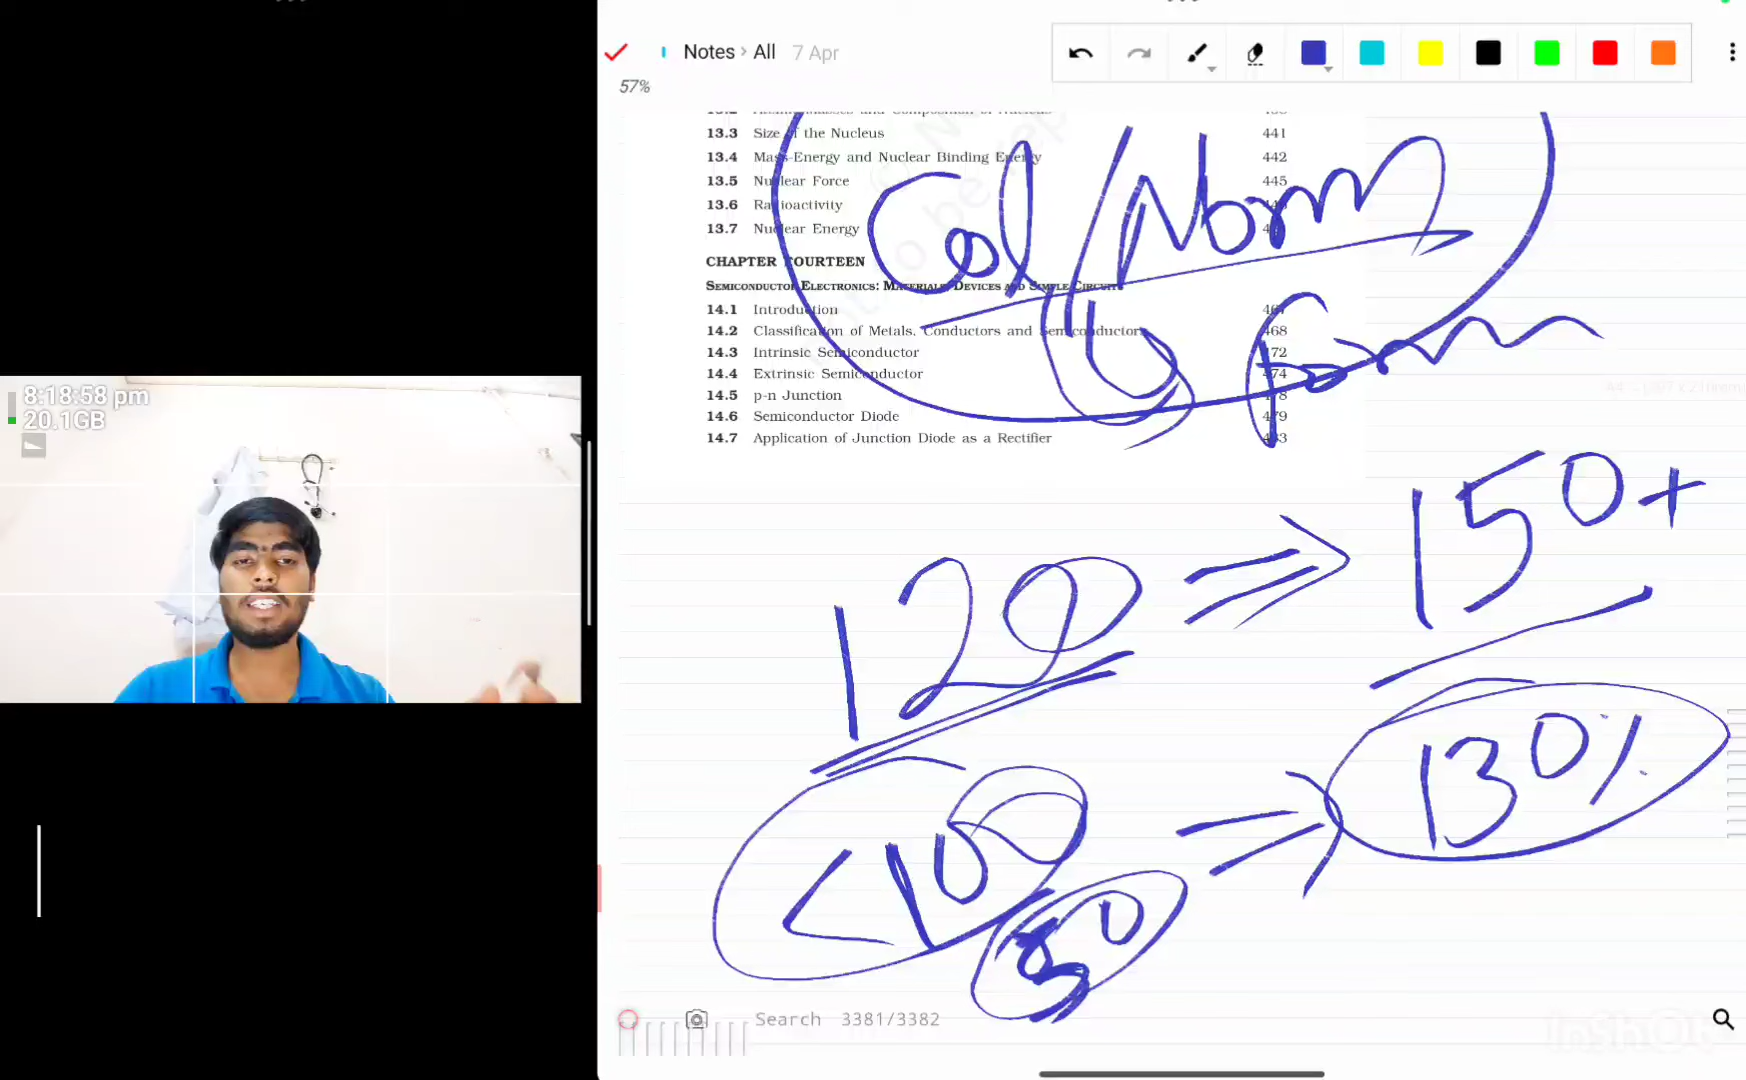 Notes › All 7 Apr
57%
13.3 Size of the Nucleus 441
13.4 Mass-Energy and Nuclear Binding Energy 442
13.5 Nuclear Force 445
13.6 Radioactivity
13.7 Nuclear Energy
CHAPTER FOURTEEN
SEMICONDUCTOR ELECTRONICS: MATERIALS, DEVICES AND SIMPLE CIRCUITS
14.1 Introduction
14.2 Classification of Metals, Conductors and Semiconductors 468
14.3 Intrinsic Semiconductor 472
14.4 Extrinsic Semiconductor 474
14.5 p-n Junction 478
14.6 Semiconductor Diode 479
14.7 Application of Junction Diode as a Rectifier
Norm
form
120 ⇒ 150+
<100 ⇒ 130%
8:18:58 pm
20.1GB
Search 3381/3382